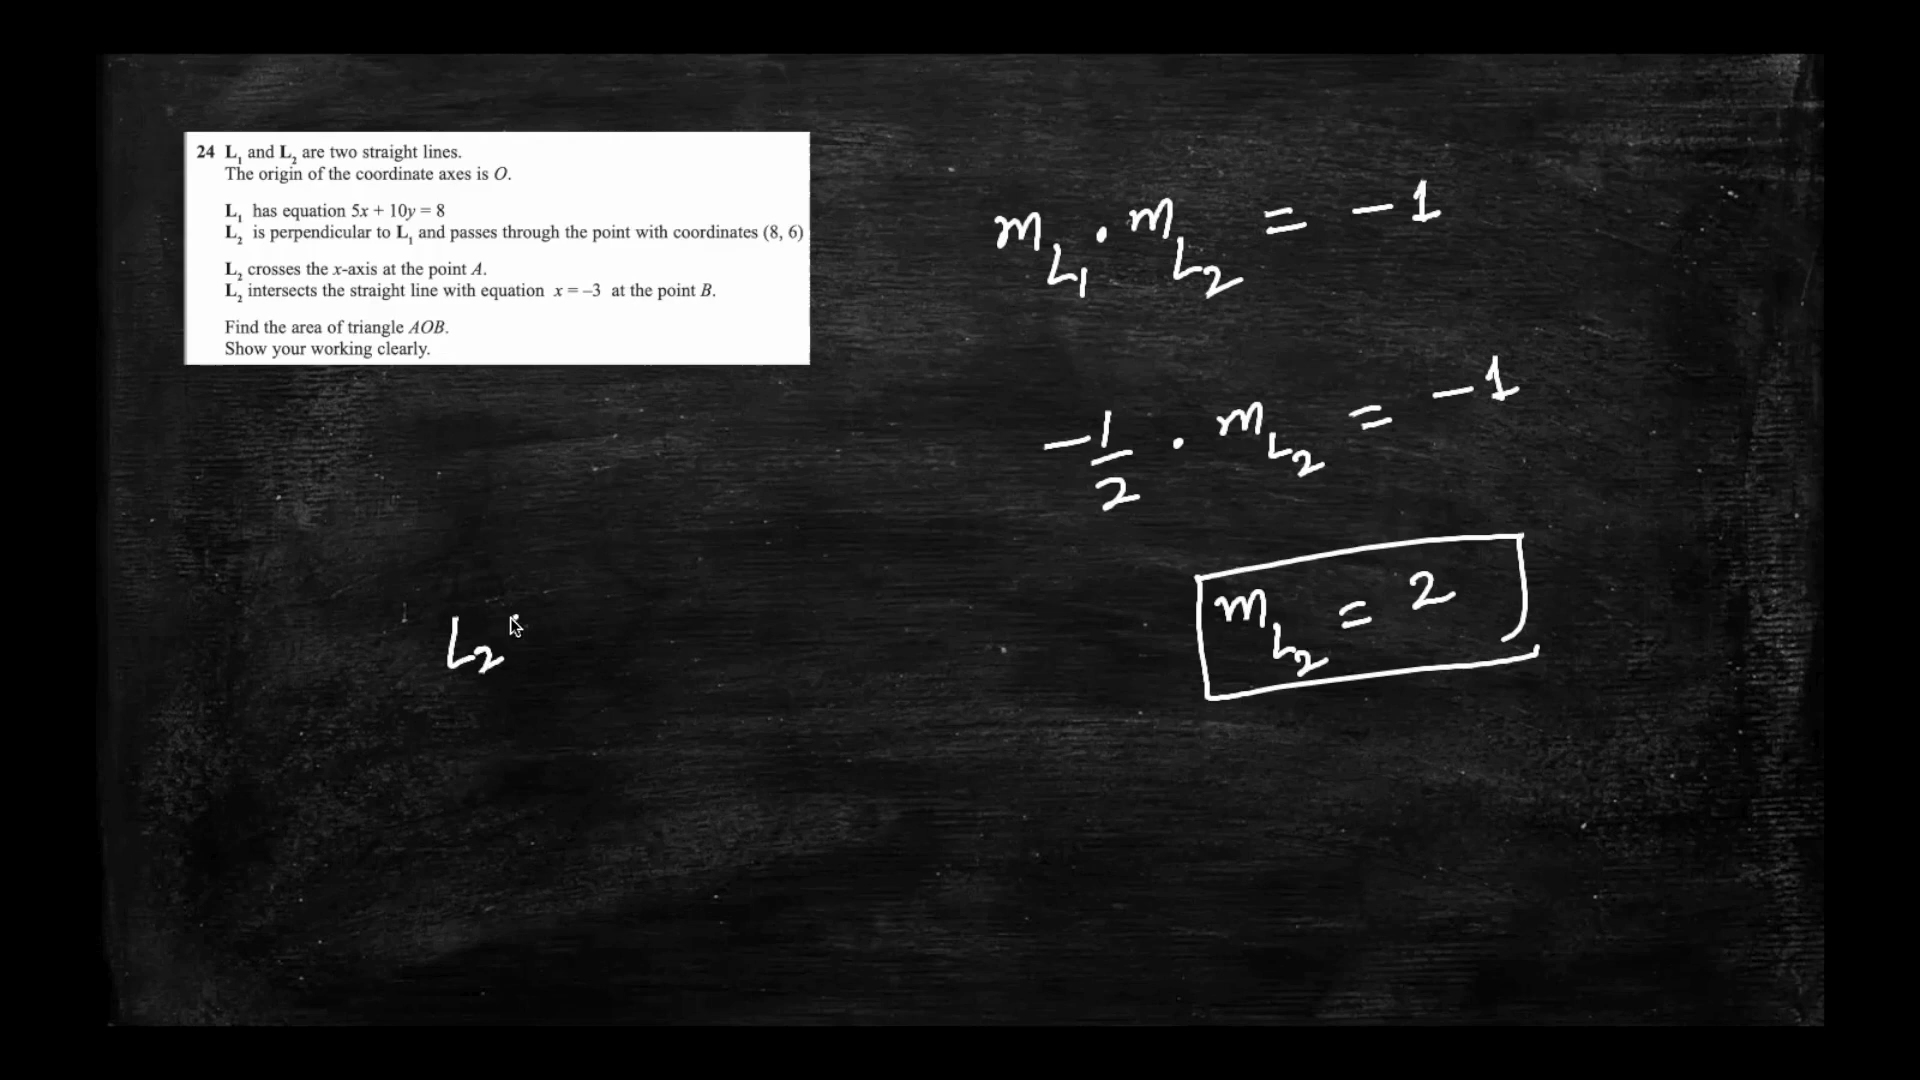 24 L₁ and L₂ are two straight lines.
The origin of the coordinate axes is O.
L₁ has equation 5x + 10y = 8
L₂ is perpendicular to L₁ and passes through the point with coordinates (8, 6)
L₂ crosses the x-axis at the point A.
L₂ intersects the straight line with equation x = –3 at the point B.
Find the area of triangle AOB.
Show your working clearly.
m_L₁ · m_L₂ = -1
-1/2 · m_L₂ = -1
m_L₂ = 2
L₂